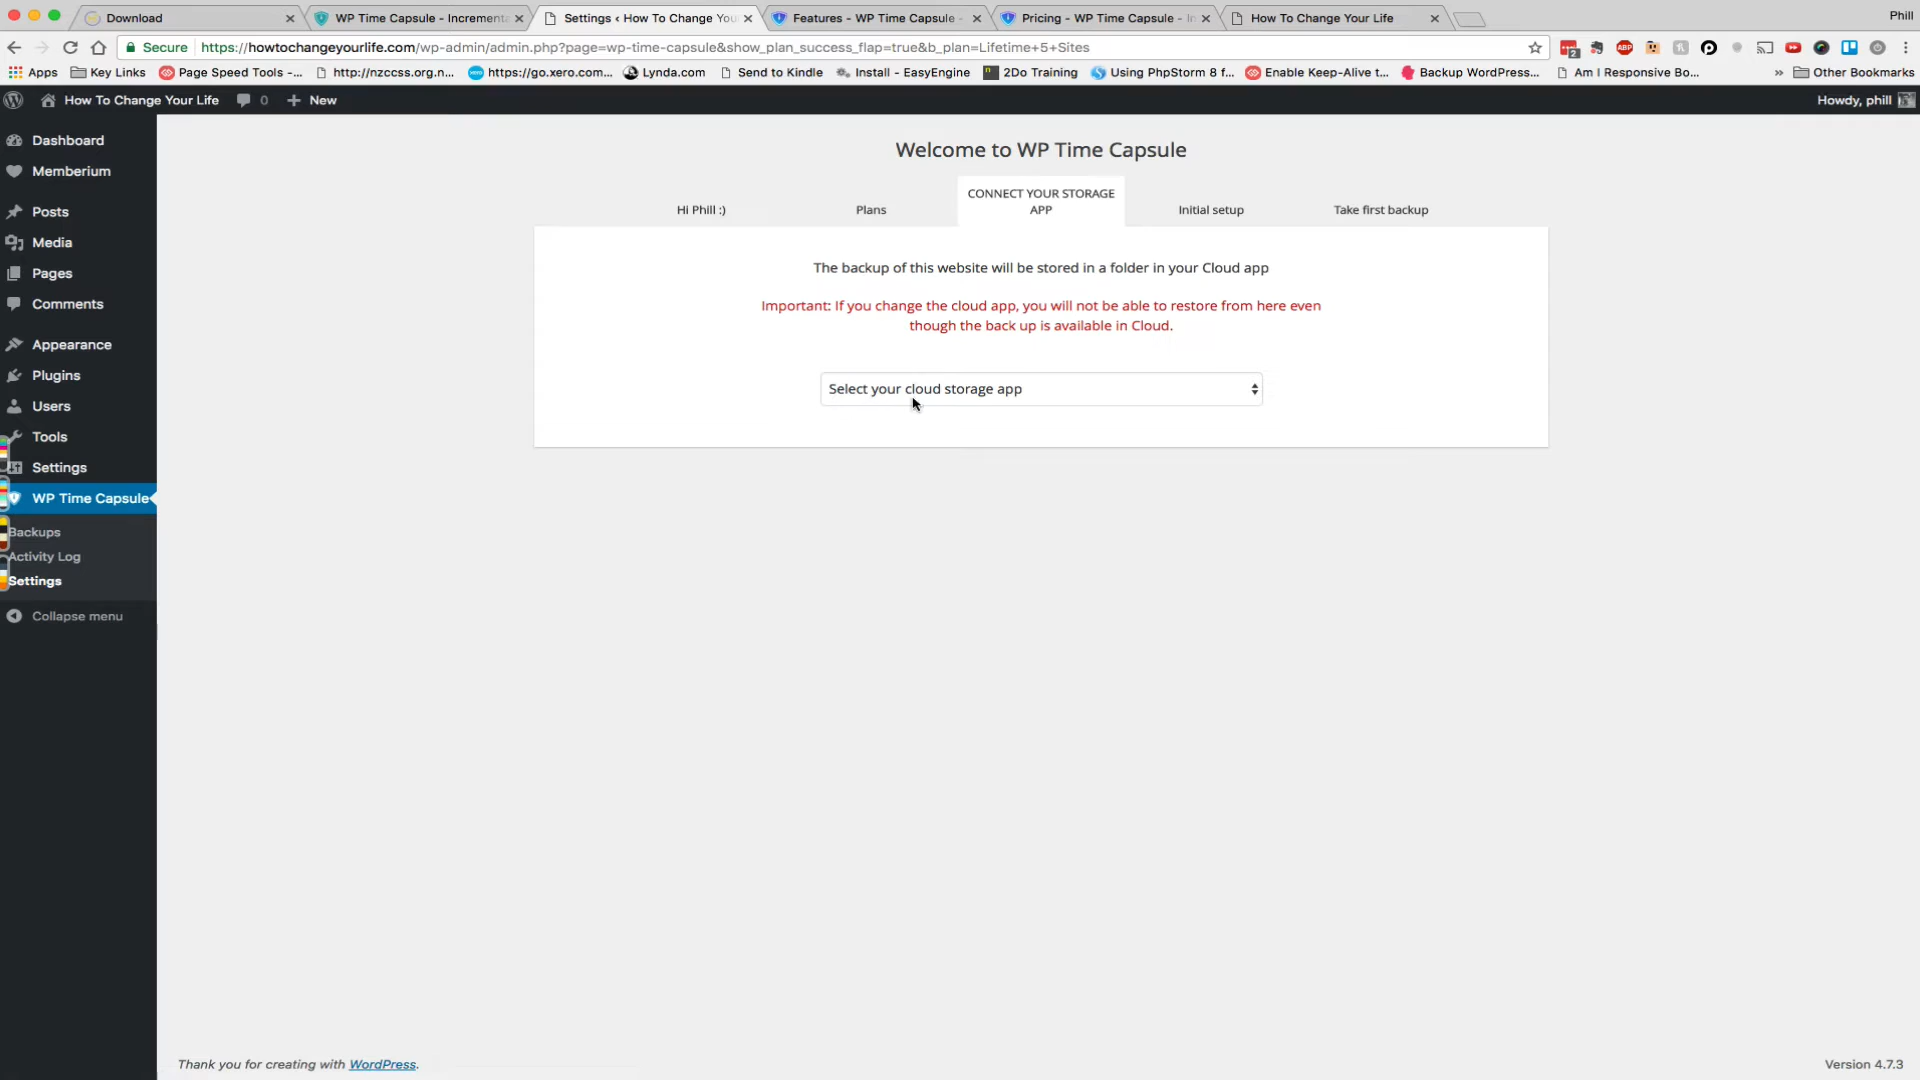 Download
WP Time Capsule - Increment
Settings ‹ How To Change You
Features - WP Time Capsule -
Pricing - WP Time Capsule - In
How To Change Your Life
Phill
Secure
https://howtochangeyourlife.com/wp-admin/admin.php?page=wp-time-capsule&show_plan_success_flap=true&b_plan=Lifetime+5+Sites
Apps
Key Links
Page Speed Tools -...
http://nzccss.org.n...
https://go.xero.com...
Lynda.com
Send to Kindle
Install - EasyEngine
2Do Training
Using PhpStorm 8 f...
Enable Keep-Alive t...
Backup WordPress...
Am I Responsive Bo...
»
Other Bookmarks
How To Change Your Life
0
New
Howdy, phill
Dashboard
Memberium
Posts
Media
Pages
Comments
Appearance
Plugins
Users
Tools
Settings
WP Time Capsule
Backups
Activity Log
Settings
Collapse menu
Welcome to WP Time Capsule
Hi Phill :)
Plans
CONNECT YOUR STORAGE
APP
Initial setup
Take first backup
The backup of this website will be stored in a folder in your Cloud app
Important: If you change the cloud app, you will not be able to restore from here even
though the back up is available in Cloud.
Select your cloud storage app
Thank you for creating with WordPress.
Version 4.7.3